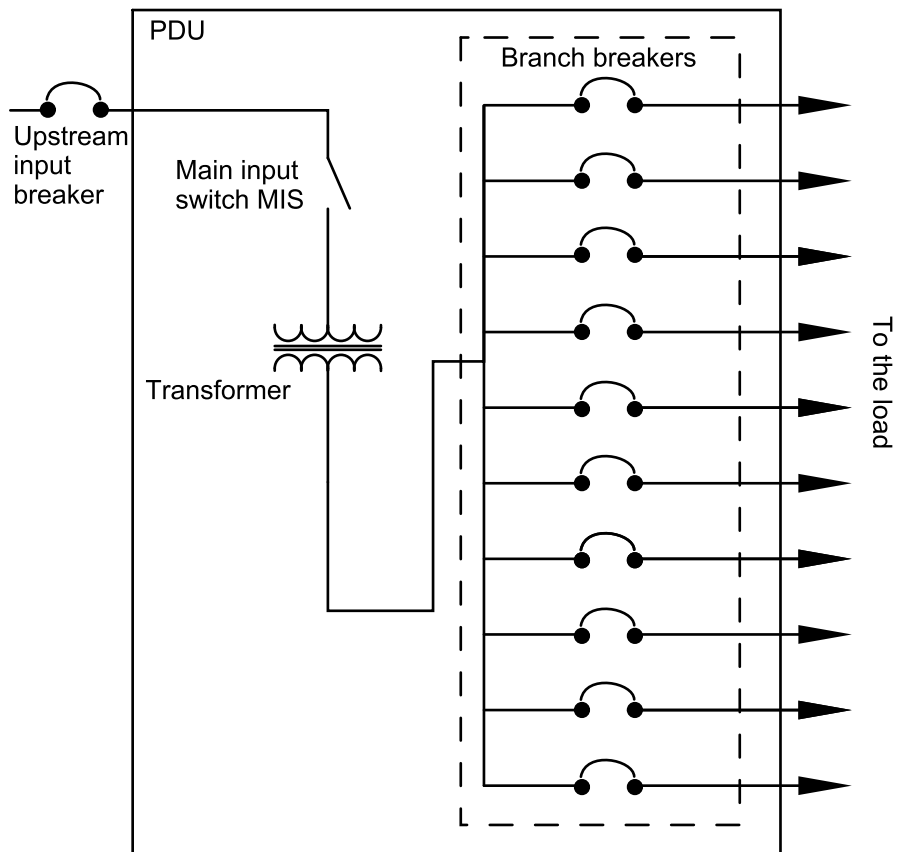 PDU
Branch breakers
Upstream
input
breaker
Main input
switch MIS
To the load
Transformer